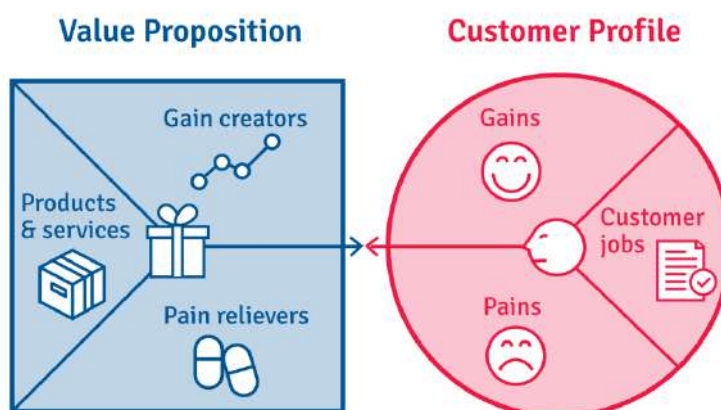 Value Proposition
Customer Profile
Gain creators
Products
& services
Pain relievers
Gains
Customer
jobs
Pains